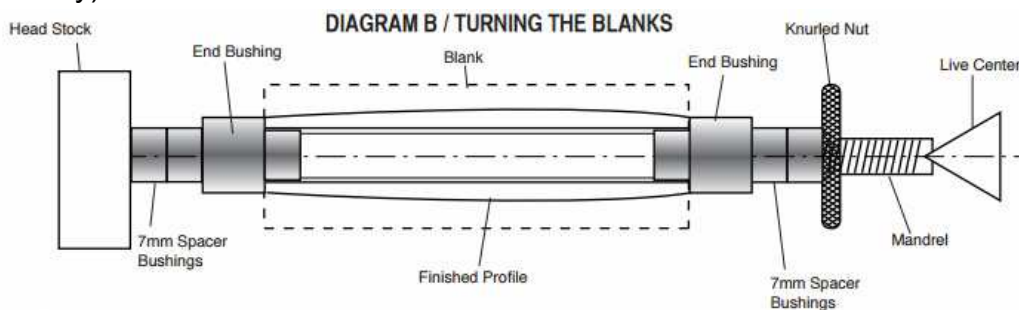 DIAGRAM B / TURNING THE BLANKS
Head Stock
End Bushing
Blank
End Bushing
Knurled Nut
Live Center
7mm Spacer
Bushings
Finished Profile
7mm Spacer
Bushings
Mandrel